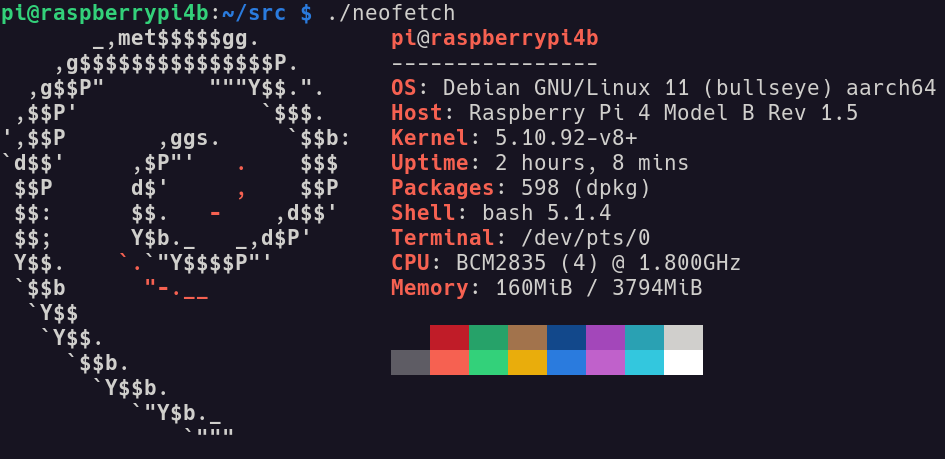 pi@raspberrypi4b:~/src $ ./neofetch
       _,met$$$$$gg.          pi@raspberrypi4b
    ,g$$$$$$$$$$$$$$$P.       ----------------
  ,g$$P"        """Y$$.".     OS: Debian GNU/Linux 11 (bullseye) aarch64
 ,$$P'              `$$$.     Host: Raspberry Pi 4 Model B Rev 1.5
',$$P       ,ggs.     `$$b:   Kernel: 5.10.92-v8+
`d$$'     ,$P"'   .    $$$    Uptime: 2 hours, 8 mins
 $$P      d$'     ,    $$P    Packages: 598 (dpkg)
 $$:      $$.   -    ,d$$'    Shell: bash 5.1.4
 $$;      Y$b._   _,d$P'      Terminal: /dev/pts/0
 Y$$.    `.`"Y$$$$P"'         CPU: BCM2835 (4) @ 1.800GHz
 `$$b      "-.__              Memory: 160MiB / 3794MiB
  `Y$$
   `Y$$.
     `$$b.
       `Y$$b.
          `"Y$b._
              `"""